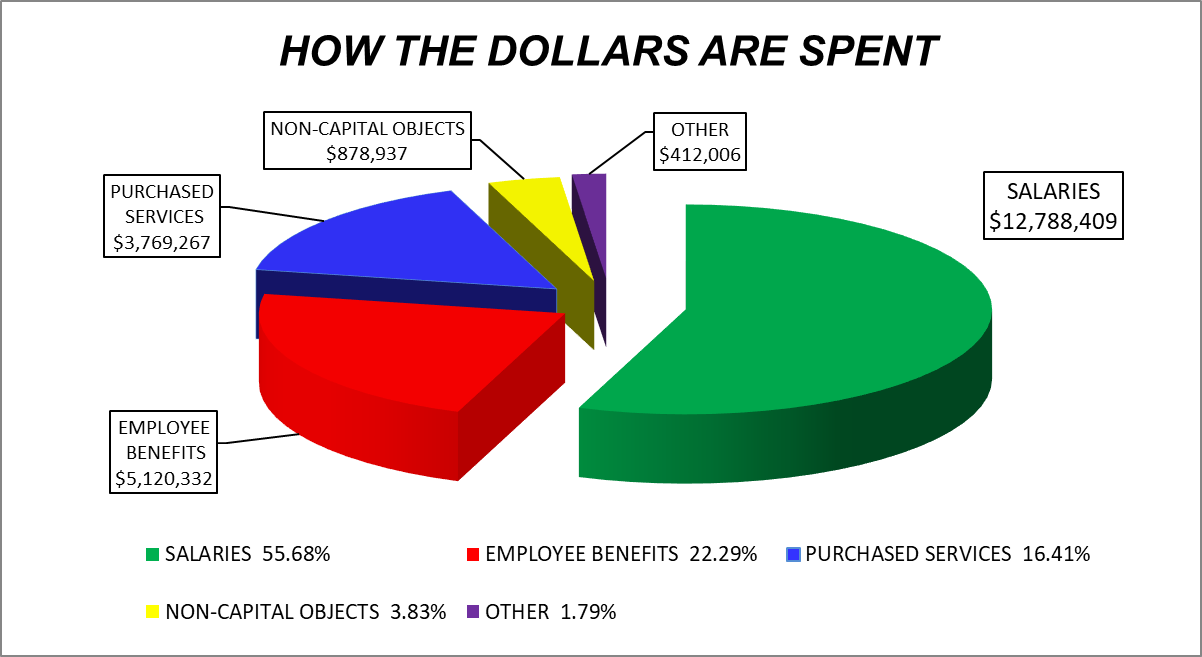 HOW THE DOLLARS ARE SPENT
NON-CAPITAL OBJECTS
$878,937
OTHER
$412,006
PURCHASED
SERVICES
$3,769,267
SALARIES
$12,788,409
EMPLOYEE
BENEFITS
$5,120,332
SALARIES 55.68%
EMPLOYEE BENEFITS 22.29%
PURCHASED SERVICES 16.41%
NON-CAPITAL OBJECTS 3.83%
OTHER 1.79%